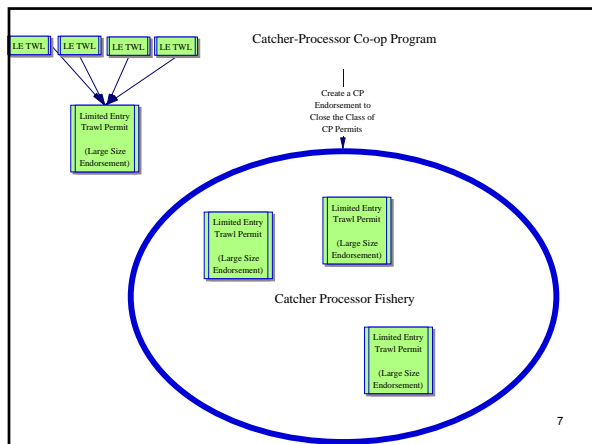 LE TWL LE TWL LE TWL LE TWL
Catcher-Processor Co-op Program
Limited Entry
Trawl Permit
(Large Size
Endorsement)
Create a CP
Endorsement to
Close the Class of
CP Permits
Limited Entry
Trawl Permit
(Large Size
Endorsement)
Limited Entry
Trawl Permit
(Large Size
Endorsement)
Catcher Processor Fishery
Limited Entry
Trawl Permit
(Large Size
Endorsement)
7